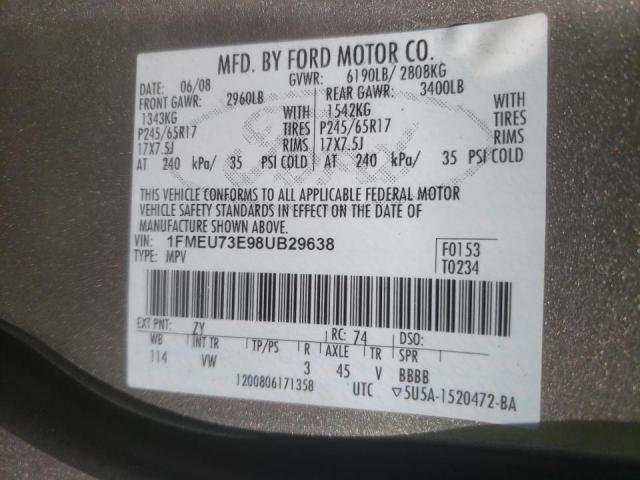 MFD. BY FORD MOTOR CO.
DATE: 06/08 GVWR: 6190LB/ 2808KG
FRONT GAWR: 2960LB REAR GAWR: 3400LB
1343KG WITH 1542KG WITH
P245/65R17 TIRES P245/65R17 TIRES
17X7.5J RIMS 17X7.5J RIMS
AT 240 kPa/ 35 PSI COLD AT 240 kPa/ 35 PSI COLD
THIS VEHICLE CONFORMS TO ALL APPLICABLE FEDERAL MOTOR
VEHICLE SAFETY STANDARDS IN EFFECT ON THE DATE OF
MANUFACTURE SHOWN ABOVE.
VIN: 1FMEU73E98UB29638 F0153
TYPE: MPV T0234
EXT PNT: ZY RC: 74 DSO:
WB INT TR TP/PS R AXLE TR SPR
114 VW 3 45 V BBBB
1200806171358 UTC ▽5U5A-1520472-BA